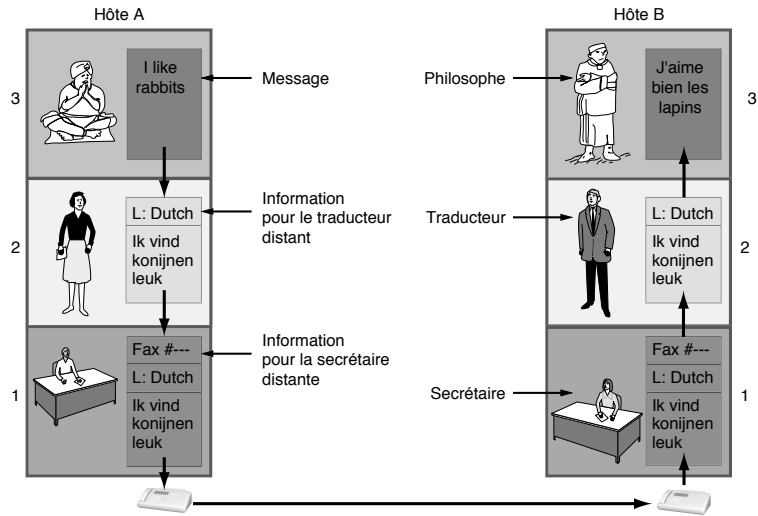 Hôte A
Hôte B
I like
rabbits
Message
Philosophe
J'aime
bien les
lapins
3
3
Information
pour le traducteur
distant
L: Dutch
Ik vind
konijnen
leuk
Traducteur
L: Dutch
Ik vind
konijnen
leuk
2
2
Fax #---
L: Dutch
Ik vind
konijnen
leuk
Information
pour la secrétaire
distante
Secrétaire
Fax #---
L: Dutch
Ik vind
konijnen
leuk
1
1